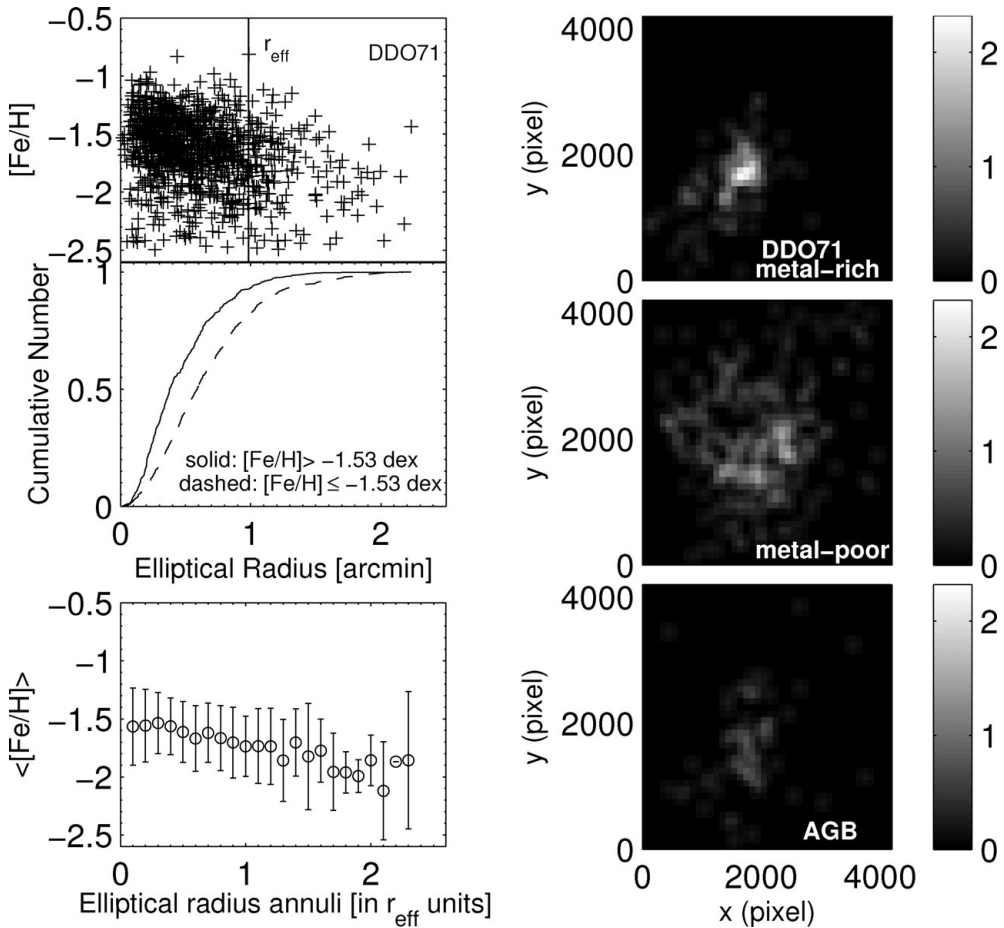 −0.5
−1
−1.5
−2
−2.5
[Fe/H]
r_eff
DDO71
1
0.5
0
Cumulative Number
solid: [Fe/H]> −1.53 dex
dashed: [Fe/H] ≤ −1.53 dex
0 1 2
Elliptical Radius [arcmin]
−0.5
−1
−1.5
−2
−2.5
<[Fe/H]>
0 1 2
Elliptical radius annuli [in r_eff units]
4000
2000
0
y (pixel)
DDO71
metal−rich
2
1
0
4000
2000
0
y (pixel)
metal−poor
2
1
0
4000
2000
0
y (pixel)
AGB
0 2000 4000
x (pixel)
2
1
0